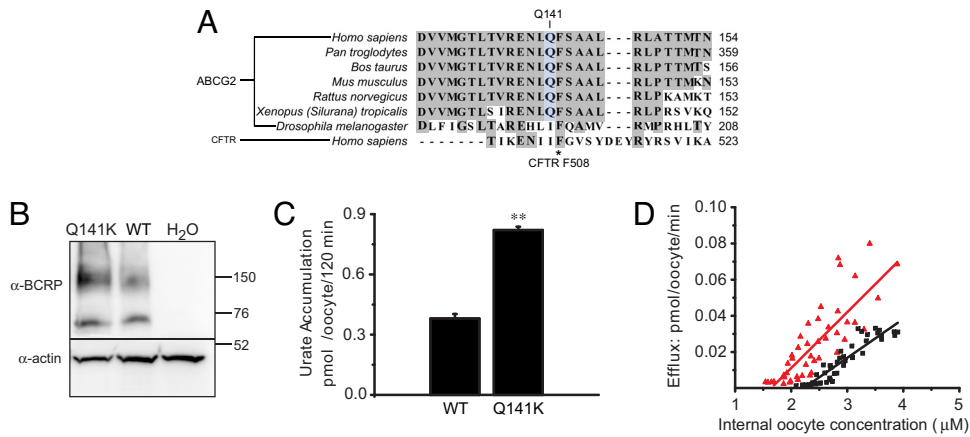 A
Q141
Homo sapiens DVVMGTLTVRENLQFSAAL---RLATTMTN 154
Pan troglodytes DVVMGTLTVRENLQFSAAL---RLPTTMTN 359
Bos taurus DVVMGTLTVRENLQFSAAL---RLPTTMTS 156
ABCG2
Mus musculus DVVMGTLTVRENLQFSAAL---RLPTTMKN 153
Rattus norvegicus DVVMGTLTVRENLQFSAAL---RLPKAMKT 153
Xenopus (Silurana) tropicalis DVVMGTLSIRENLQFSAAL---RLPRSVKQ 152
Drosophila melanogaster DLFIGSLTAREHLIFQAMV---RMPRHLTY 208
CFTR Homo sapiens -------TIKENIIFGVSYDEYRYRSVIKA 523
*
CFTR F508
B
Q141K WT H2O
α-BCRP
150
76
52
α-actin
C
Urate Accumulation
pmol /oocyte/120 min
0.9
0.6
0.3
0.0
**
WT Q141K
D
Efflux: pmol/oocyte/min
0.10
0.08
0.06
0.04
0.02
1 2 3 4 5
Internal oocyte concentration (μM)